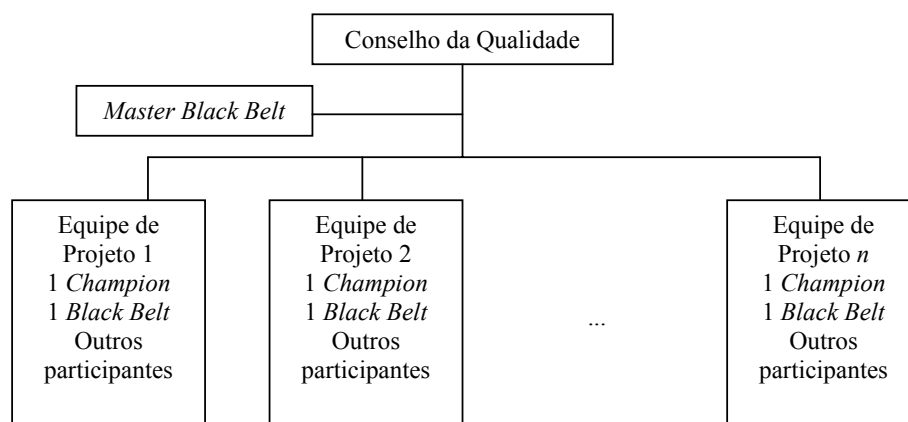 Conselho da Qualidade
Master Black Belt
Equipe de
Projeto 1
1 Champion
1 Black Belt
Outros
participantes
Equipe de
Projeto 2
1 Champion
1 Black Belt
Outros
participantes
...
Equipe de
Projeto n
1 Champion
1 Black Belt
Outros
participantes